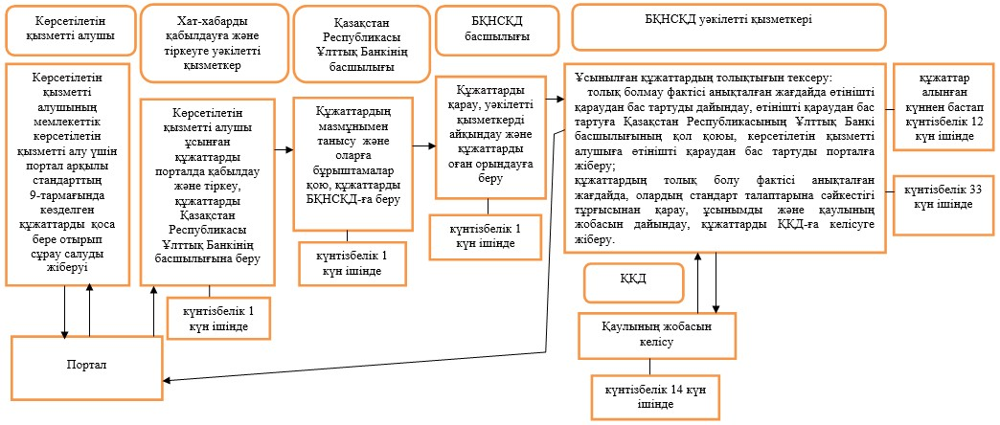 Көрсетілетін
қызметті алушы
Хат-хабарды
қабылдауға және
тіркеуге уәкілетті
қызметкер
Қазақстан
Республикасы
Ұлттық Банкінің
басшылығы
БҚНСҚД
басшылығы
БҚНСҚД уәкілетті қызметкері
Көрсетілетін
қызметті
алушының
мемлекеттік
көрсетілетін
қызметті алу үшін
портал арқылы
стандарттың
9-тармағында
көзделген
құжаттарды қоса
бере отырып
сұрау салуды
жіберуі
Көрсетілетін
қызметті алушы
ұсынған
құжаттарды
порталда қабылдау
және тіркеу,
құжаттарды
Қазақстан
Республикасы
Ұлттық Банкінің
басшылығына беру
күнтізбелік 1
күн ішінде
Құжаттардың
мазмұнымен
танысу және
оларға
бұрыштамалар
қою, құжаттарды
БҚНСҚД-ға беру
күнтізбелік 1
күн ішінде
Құжаттарды
қарау, уәкілетті
қызметкерді
айқындау және
құжаттарды
оған орындауға
беру
күнтізбелік 1
күн ішінде
Ұсынылған құжаттардың толықтығын тексеру:
толық болмау фактісі анықталған жағдайда өтінішті
қараудан бас тартуды дайындау, өтінішті қараудан бас
тартуға Қазақстан Республикасының Ұлттық Банкі
басшылығының қол қоюы, көрсетілетін қызметті
алушыға өтінішті қараудан бас тартуды порталға
жіберу;
құжаттардың толық болу фактісі анықталған
жағдайда, олардың стандарт талаптарына сәйкестігі
тұрғысынан қарау, ұсынымды және қаулының
жобасын дайындау, құжаттарды ҚҚД-ға келісуге
жіберу.
құжаттар
алынған
күннен бастап
күнтізбелік 12
күн ішінде
күнтізбелік 33
күн ішінде
ҚҚД
Қаулының жобасын
келісу
күнтізбелік 14 күн
ішінде
Портал